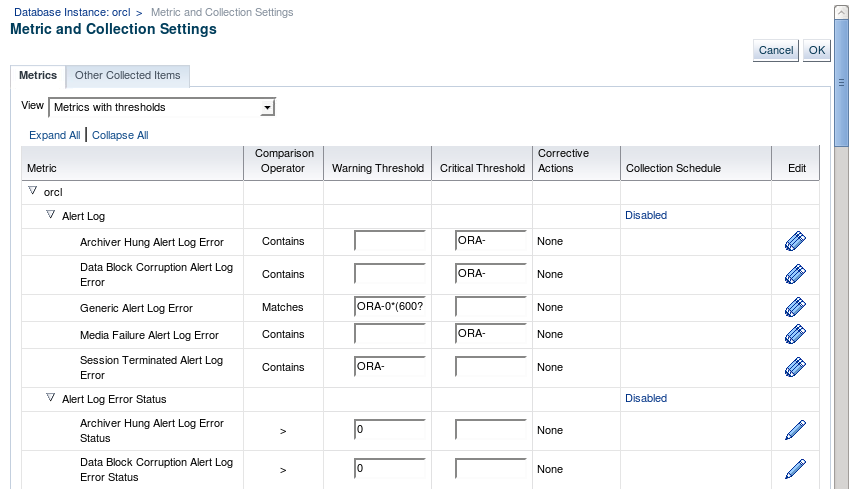 Database Instance: orcl > Metric and Collection Settings
Metric and Collection Settings
Cancel OK
Metrics Other Collected Items
View Metrics with thresholds
Expand All | Collapse All
Metric Comparison Operator Warning Threshold Critical Threshold Corrective Actions Collection Schedule Edit
orcl
Alert Log Disabled
Archiver Hung Alert Log Error Contains ORA- None
Data Block Corruption Alert Log
Error Contains ORA- None
Generic Alert Log Error Matches ORA-0*(600? None
Media Failure Alert Log Error Contains ORA- None
Session Terminated Alert Log
Error Contains ORA- None
Alert Log Error Status Disabled
Archiver Hung Alert Log Error
Status > 0 None
Data Block Corruption Alert Log
Error Status > 0 None